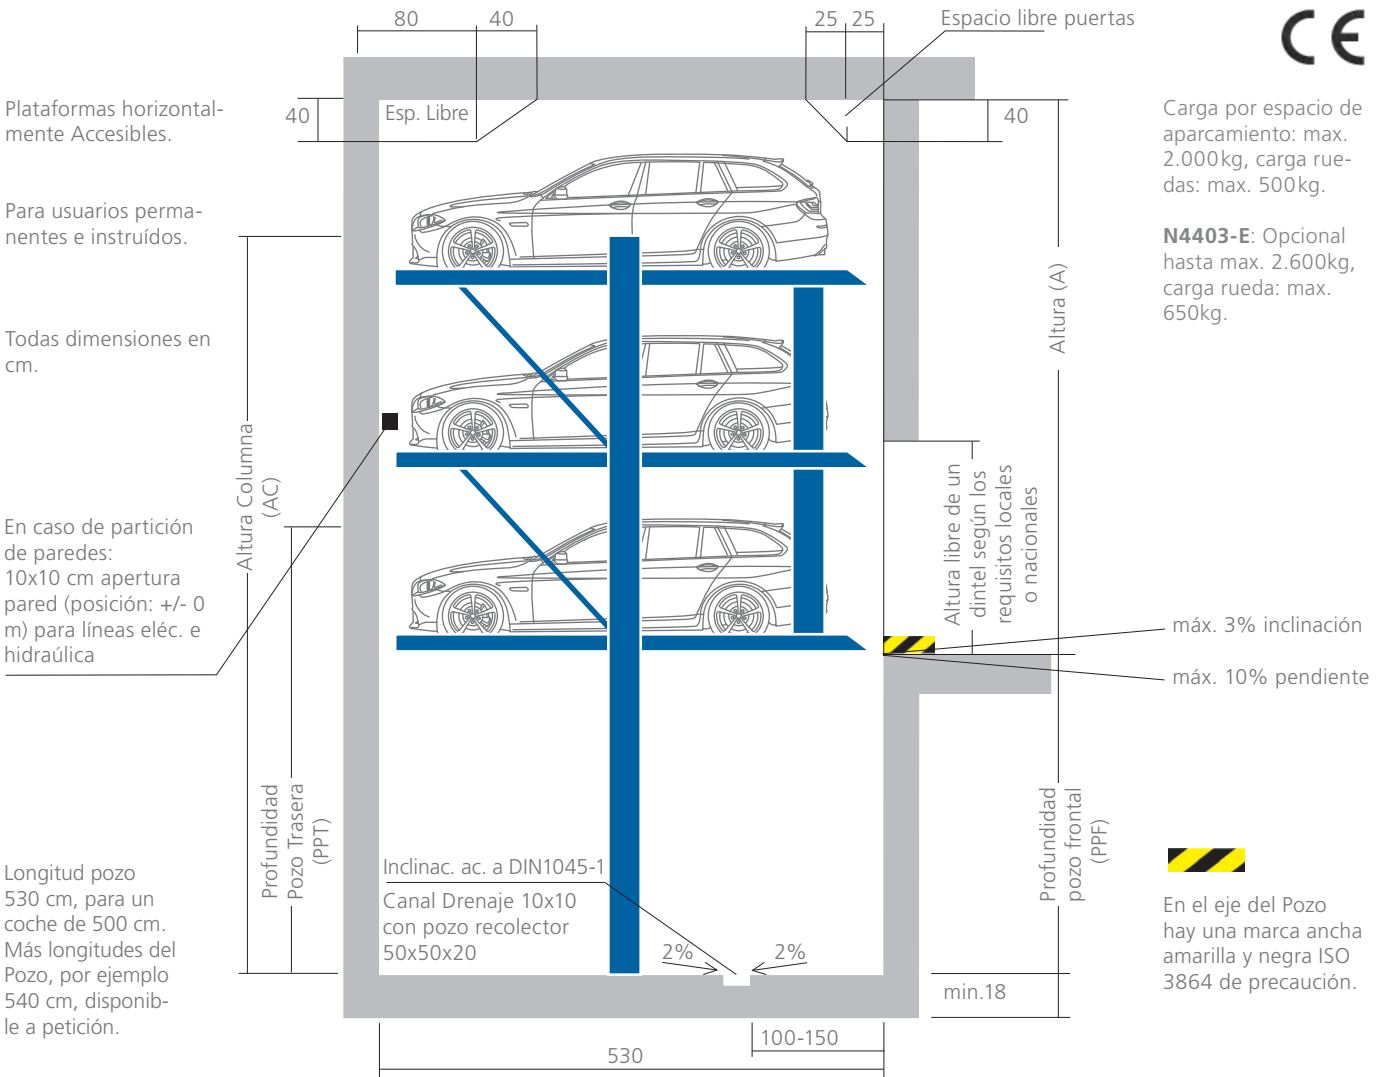 80
40
25
25
Espacio libre puertas
CE
Plataformas horizontal-
mente Accesibles.
40
Esp. Libre
40
Carga por espacio de
aparcamiento: max.
2.000kg, carga rue-
das: max. 500kg.
Para usuarios perma-
nentes e instruídos.
N4403-E: Opcional
hasta max. 2.600kg,
carga rueda: max.
650kg.
Altura (A)
Todas dimensiones en
cm.
Altura Columna
(AC)
Altura libre de un
dintel según los
requisitos locales
o nacionales
En caso de partición
de paredes:
10x10 cm apertura
pared (posición: +/- 0
m) para líneas eléc. e
hidraúlica
máx. 3% inclinación
máx. 10% pendiente
Profundidad
Pozo Trasera
(PPT)
Profundidad
pozo frontal
(PPF)
Longitud pozo
530 cm, para un
coche de 500 cm.
Más longitudes del
Pozo, por ejemplo
540 cm, disponib-
le a petición.
Inclinac. ac. a DIN1045-1
Canal Drenaje 10x10
con pozo recolector
50x50x20
2%
2%
En el eje del Pozo
hay una marca ancha
amarilla y negra ISO
3864 de precaución.
min.18
100-150
530